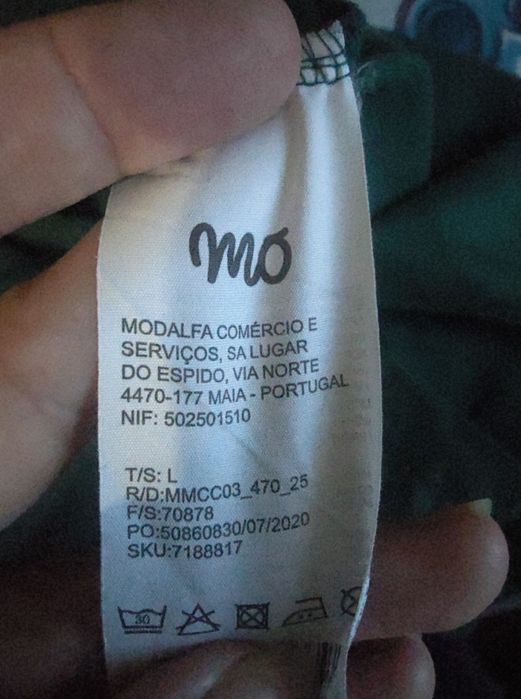 mo
MODALFA COMÉRCIO E
SERVIÇOS, SA LUGAR
DO ESPIDO, VIA NORTE
4470-177 MAIA - PORTUGAL
NIF: 502501510
T/S: L
R/D:MMCC03_470_25
F/S:70878
PO:50860830/07/2020
SKU:7188817
30